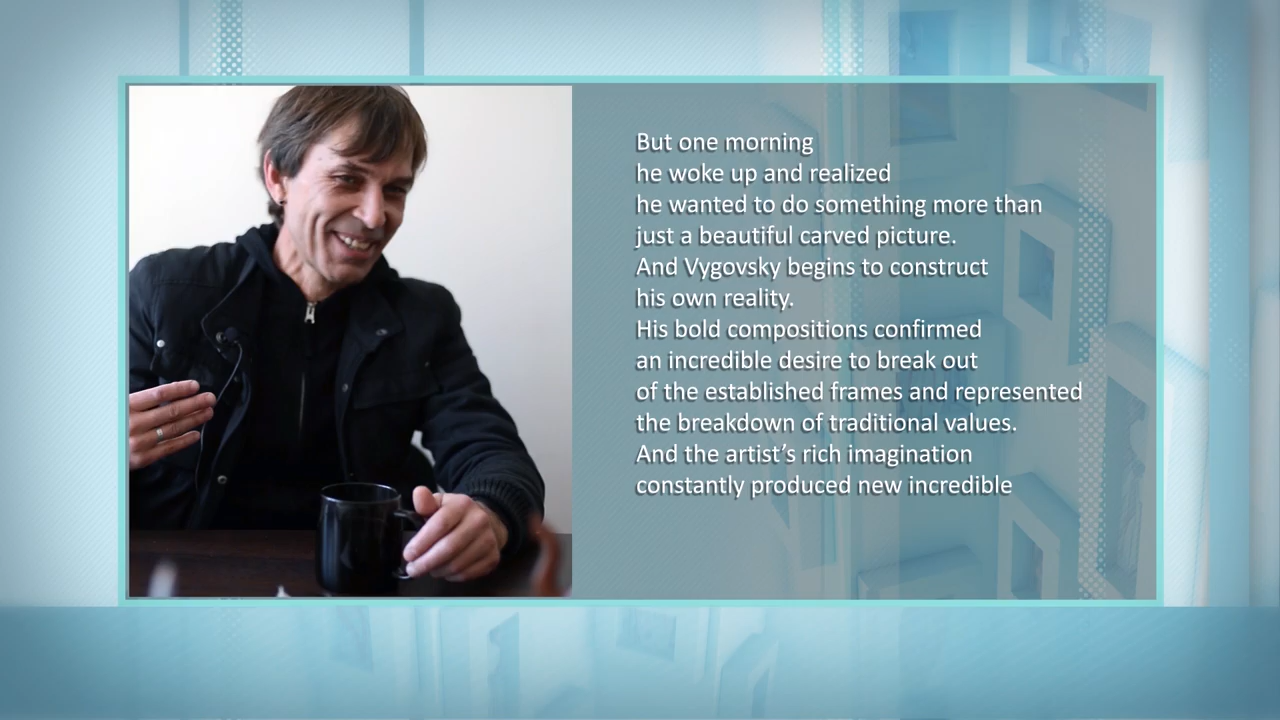 But one morning
he woke up and realized
he wanted to do something more than
just a beautiful carved picture.
And Vygovsky begins to construct
his own reality.
His bold compositions confirmed
an incredible desire to break out
of the established frames and represented
the breakdown of traditional values.
And the artist’s rich imagination
constantly produced new incredible